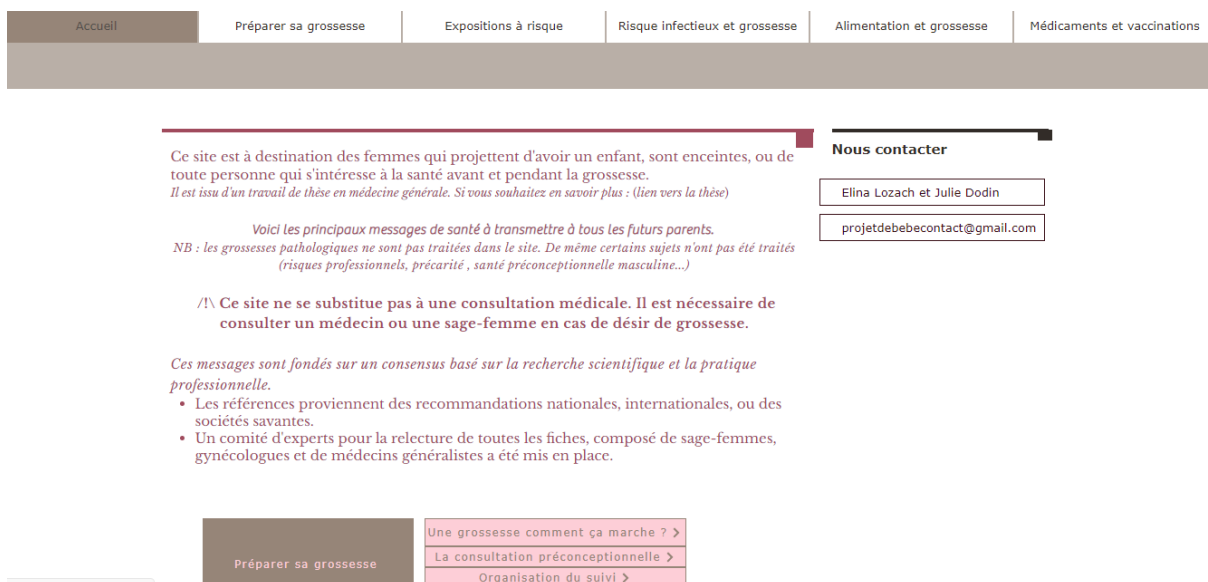 Accueil
Préparer sa grossesse
Expositions à risque
Risque infectieux et grossesse
Alimentation et grossesse
Médicaments et vaccinations
Ce site est à destination des femmes qui projettent d'avoir un enfant, sont enceintes, ou de
toute personne qui s'intéresse à la santé avant et pendant la grossesse.
Il est issu d'un travail de thèse en médecine générale. Si vous souhaitez en savoir plus : (lien vers la thèse)
Voici les principaux messages de santé à transmettre à tous les futurs parents.
NB : les grossesses pathologiques ne sont pas traitées dans le site. De même certains sujets n'ont pas été traités
(risques professionnels, précarité , santé préconceptionnelle masculine...)
/!\ Ce site ne se substitue pas à une consultation médicale. Il est nécessaire de
consulter un médecin ou une sage-femme en cas de désir de grossesse.
Ces messages sont fondés sur un consensus basé sur la recherche scientifique et la pratique
professionnelle.
• Les références proviennent des recommandations nationales, internationales, ou des
sociétés savantes.
• Un comité d'experts pour la relecture de toutes les fiches, composé de sage-femmes,
gynécologues et de médecins généralistes a été mis en place.
Nous contacter
Elina Lozach et Julie Dodin
projetdebebecontact@gmail.com
Préparer sa grossesse
Une grossesse comment ça marche ? >
La consultation préconceptionnelle >
Organisation du suivi >